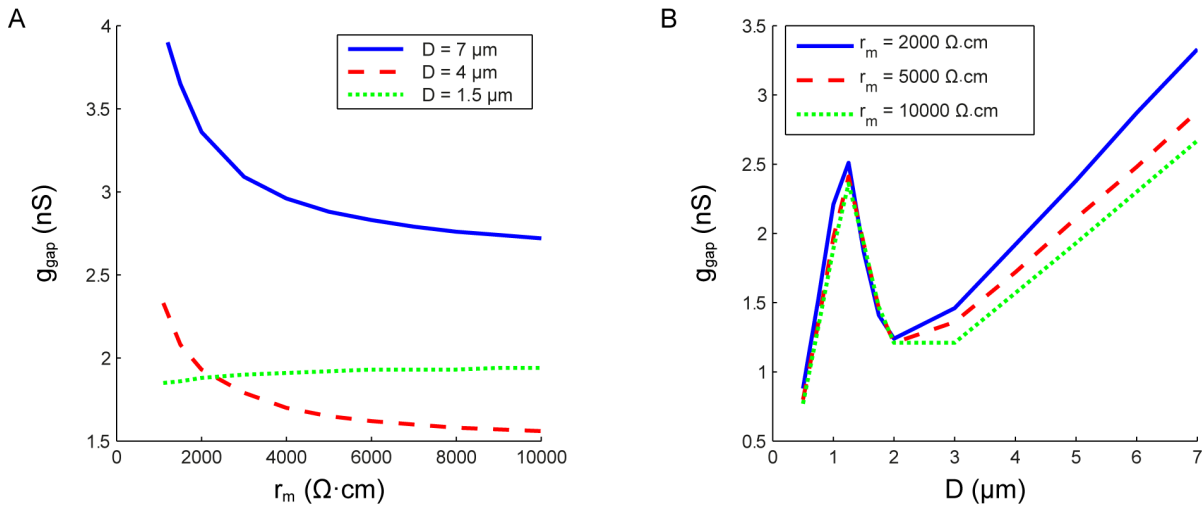 A
B
4
3.5
3
2.5
2
1.5
0
2000
4000
6000
8000
10000
g_gap (nS)
r_m (Ω·cm)
D = 7 μm
D = 4 μm
D = 1.5 μm
3.5
3
2.5
2
1.5
1
0.5
0
1
2
3
4
5
6
7
g_gap (nS)
D (μm)
r_m = 2000 Ω.cm
r_m = 5000 Ω.cm
r_m = 10000 Ω.cm